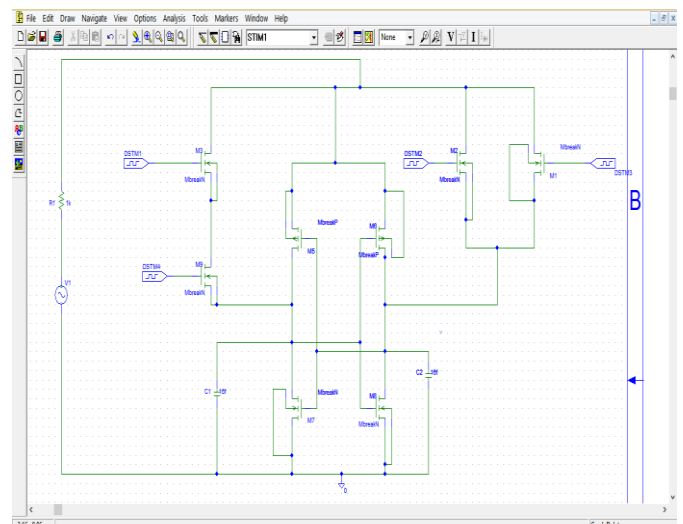 File Edit Draw Navigate View Options Analysis Tools Markers Window Help
STIM1
None
V
I
DSTM1
M3
MbreakN
DSTM2
M2
MbreakN
MbreakN
M1
DSTM3
B
R1
1k
MbreakP
M5
M6
MbreakP
DSTM4
M9
MbreakN
V1
C1
C2
MbreakN
M7
M8
MbreakN
0